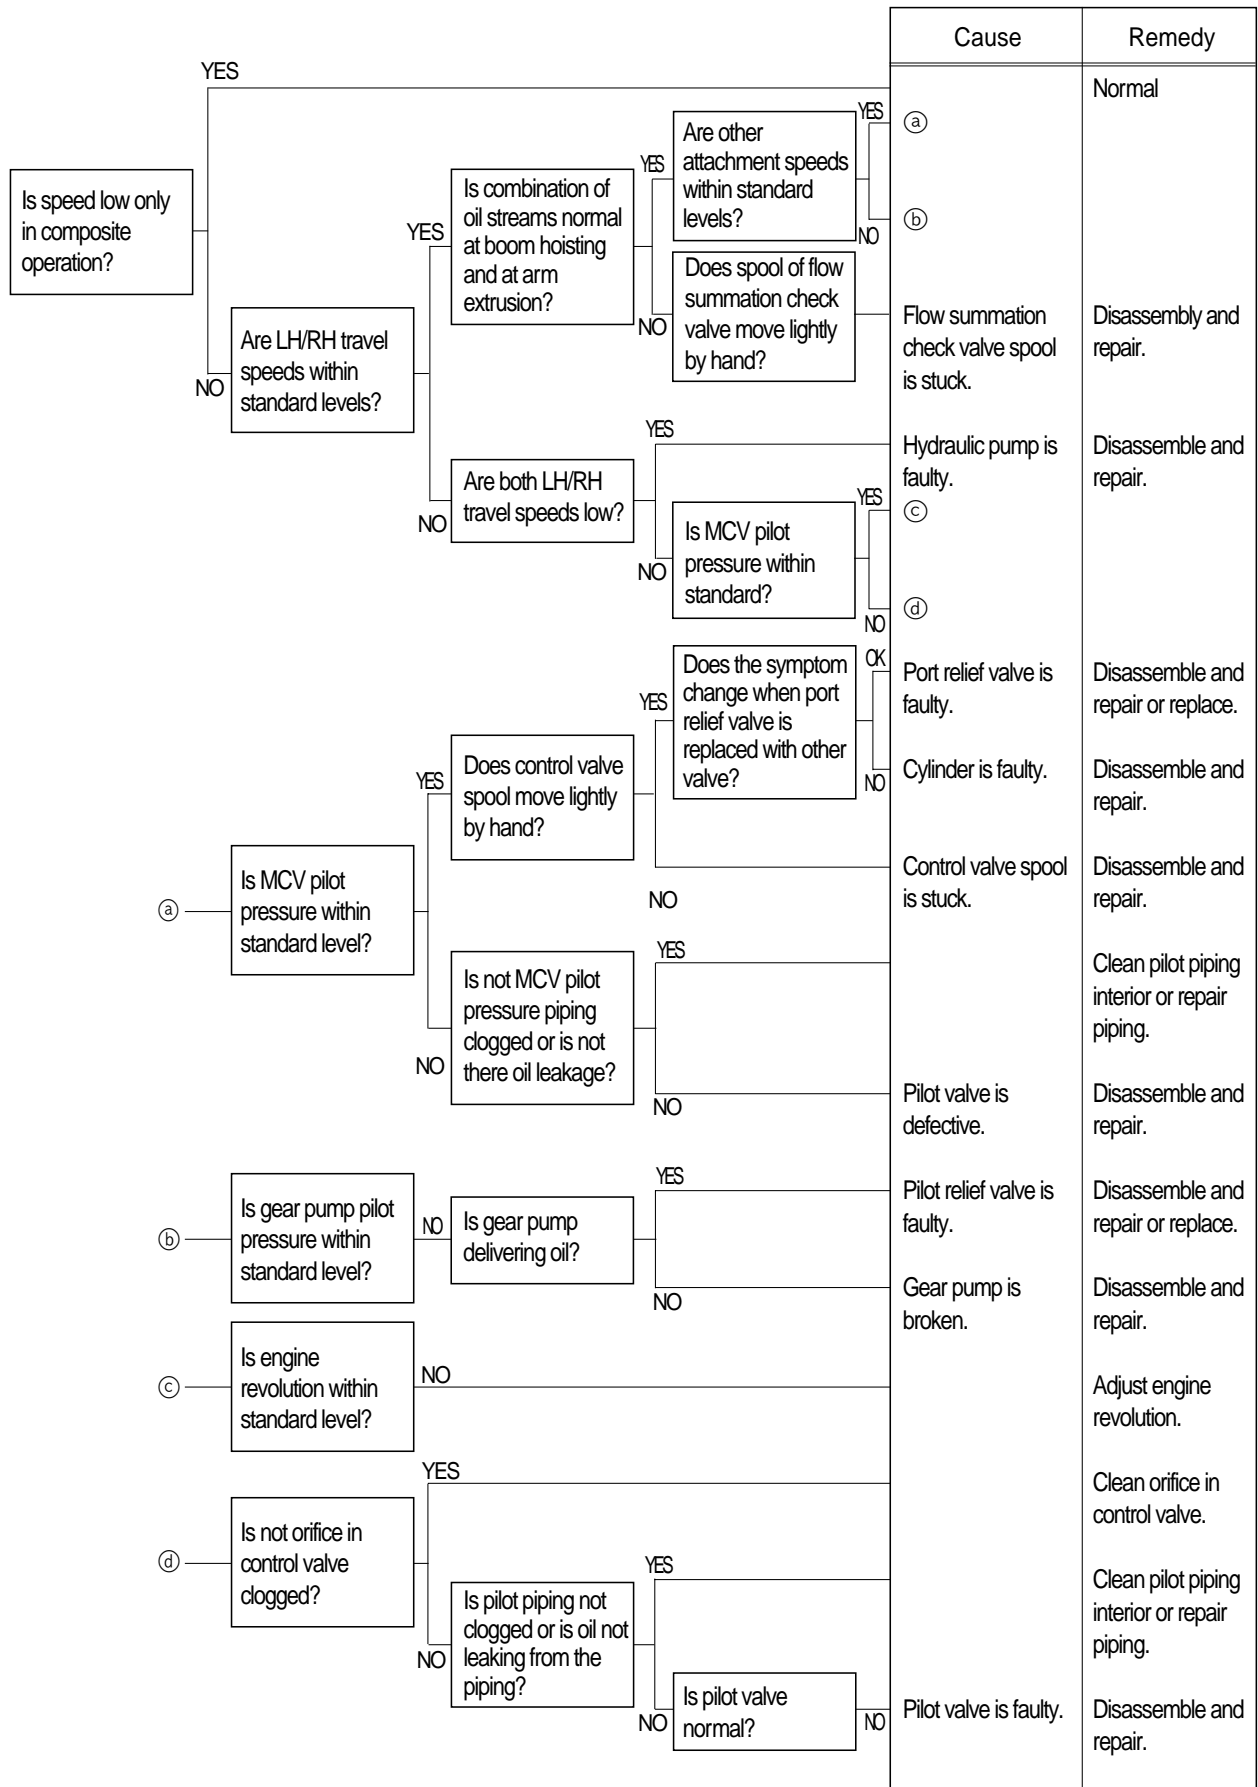 Cause
Remedy
YES
Normal
Is speed low only
in composite
operation?
NO
Are LH/RH travel
speeds within
standard levels?
YES
Is combination of
oil streams normal
at boom hoisting
and at arm
extrusion?
YES
Are other
attachment speeds
within standard
levels?
YES
ⓐ
NO
ⓑ
NO
Does spool of flow
summation check
valve move lightly
by hand?
Flow summation
check valve spool
is stuck.
Disassembly and
repair.
NO
Are both LH/RH
travel speeds low?
YES
Hydraulic pump is
faulty.
Disassemble and
repair.
NO
Is MCV pilot
pressure within
standard?
YES
ⓒ
NO
ⓓ
ⓐ
Is MCV pilot
pressure within
standard level?
YES
Does control valve
spool move lightly
by hand?
YES
Does the symptom
change when port
relief valve is
replaced with other
valve?
OK
Port relief valve is
faulty.
Disassemble and
repair or replace.
NO
Cylinder is faulty.
Disassemble and
repair.
NO
Control valve spool
is stuck.
Disassemble and
repair.
NO
Is not MCV pilot
pressure piping
clogged or is not
there oil leakage?
YES
Clean pilot piping
interior or repair
piping.
NO
Pilot valve is
defective.
Disassemble and
repair.
ⓑ
Is gear pump pilot
pressure within
standard level?
NO
Is gear pump
delivering oil?
YES
Pilot relief valve is
faulty.
Disassemble and
repair or replace.
NO
Gear pump is
broken.
Disassemble and
repair.
ⓒ
Is engine
revolution within
standard level?
NO
Adjust engine
revolution.
ⓓ
Is not orifice in
control valve
clogged?
YES
Clean orifice in
control valve.
NO
Is pilot piping not
clogged or is oil not
leaking from the
piping?
YES
Clean pilot piping
interior or repair
piping.
NO
Is pilot valve
normal?
NO
Pilot valve is faulty.
Disassemble and
repair.